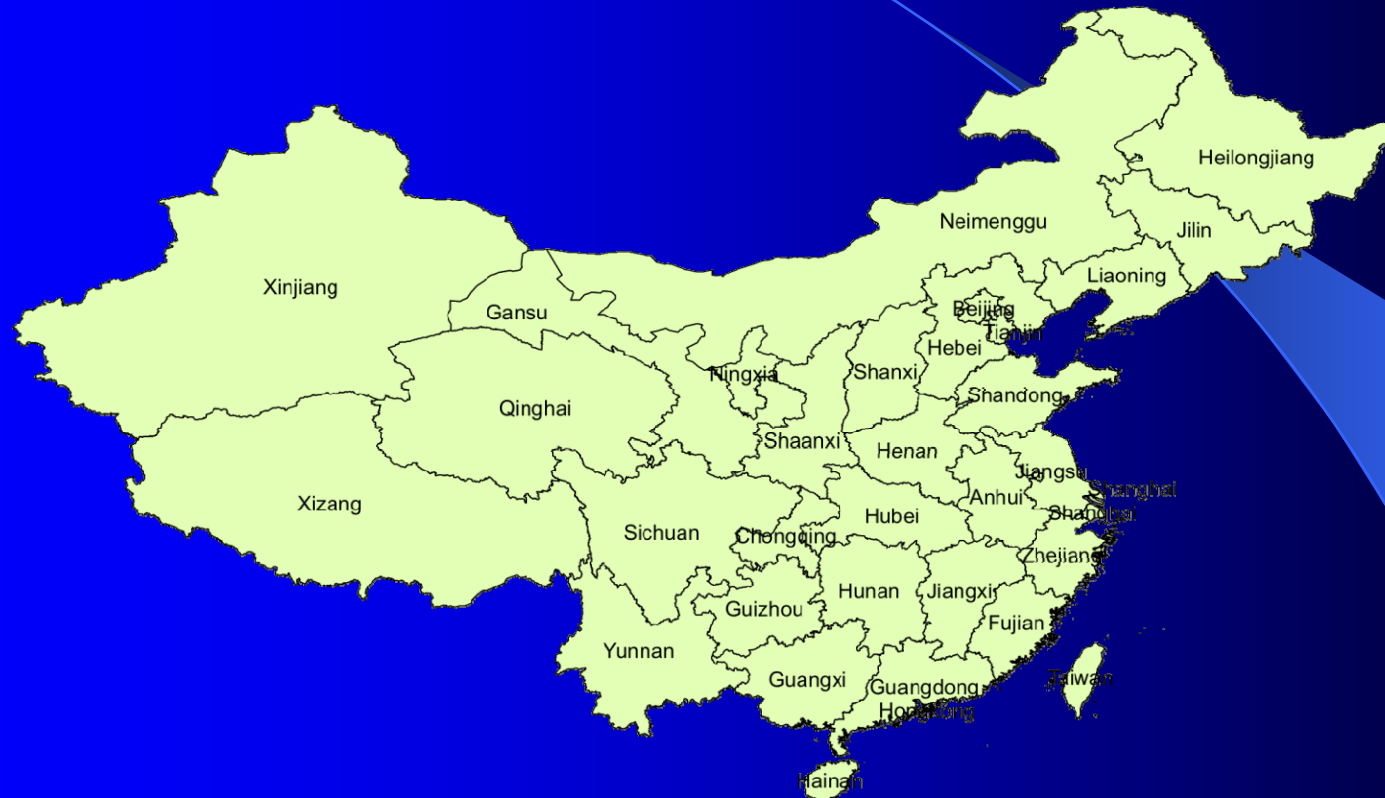 Heilongjiang
Neimenggu
Jilin
Liaoning
Xinjiang
Gansu
Beijing
Tianjin
Hebei
Ningxia
Shanxi
Shandong
Qinghai
Shaanxi
Henan
Jiangsu
Shanghai
Anhui
Xizang
Hubei
Shanghai
Sichuan
Chongqing
Zhejiang
Hunan
Jiangxi
Guizhou
Fujian
Yunnan
Guangxi
Taiwan
Guangdong
HongKong
Hainan